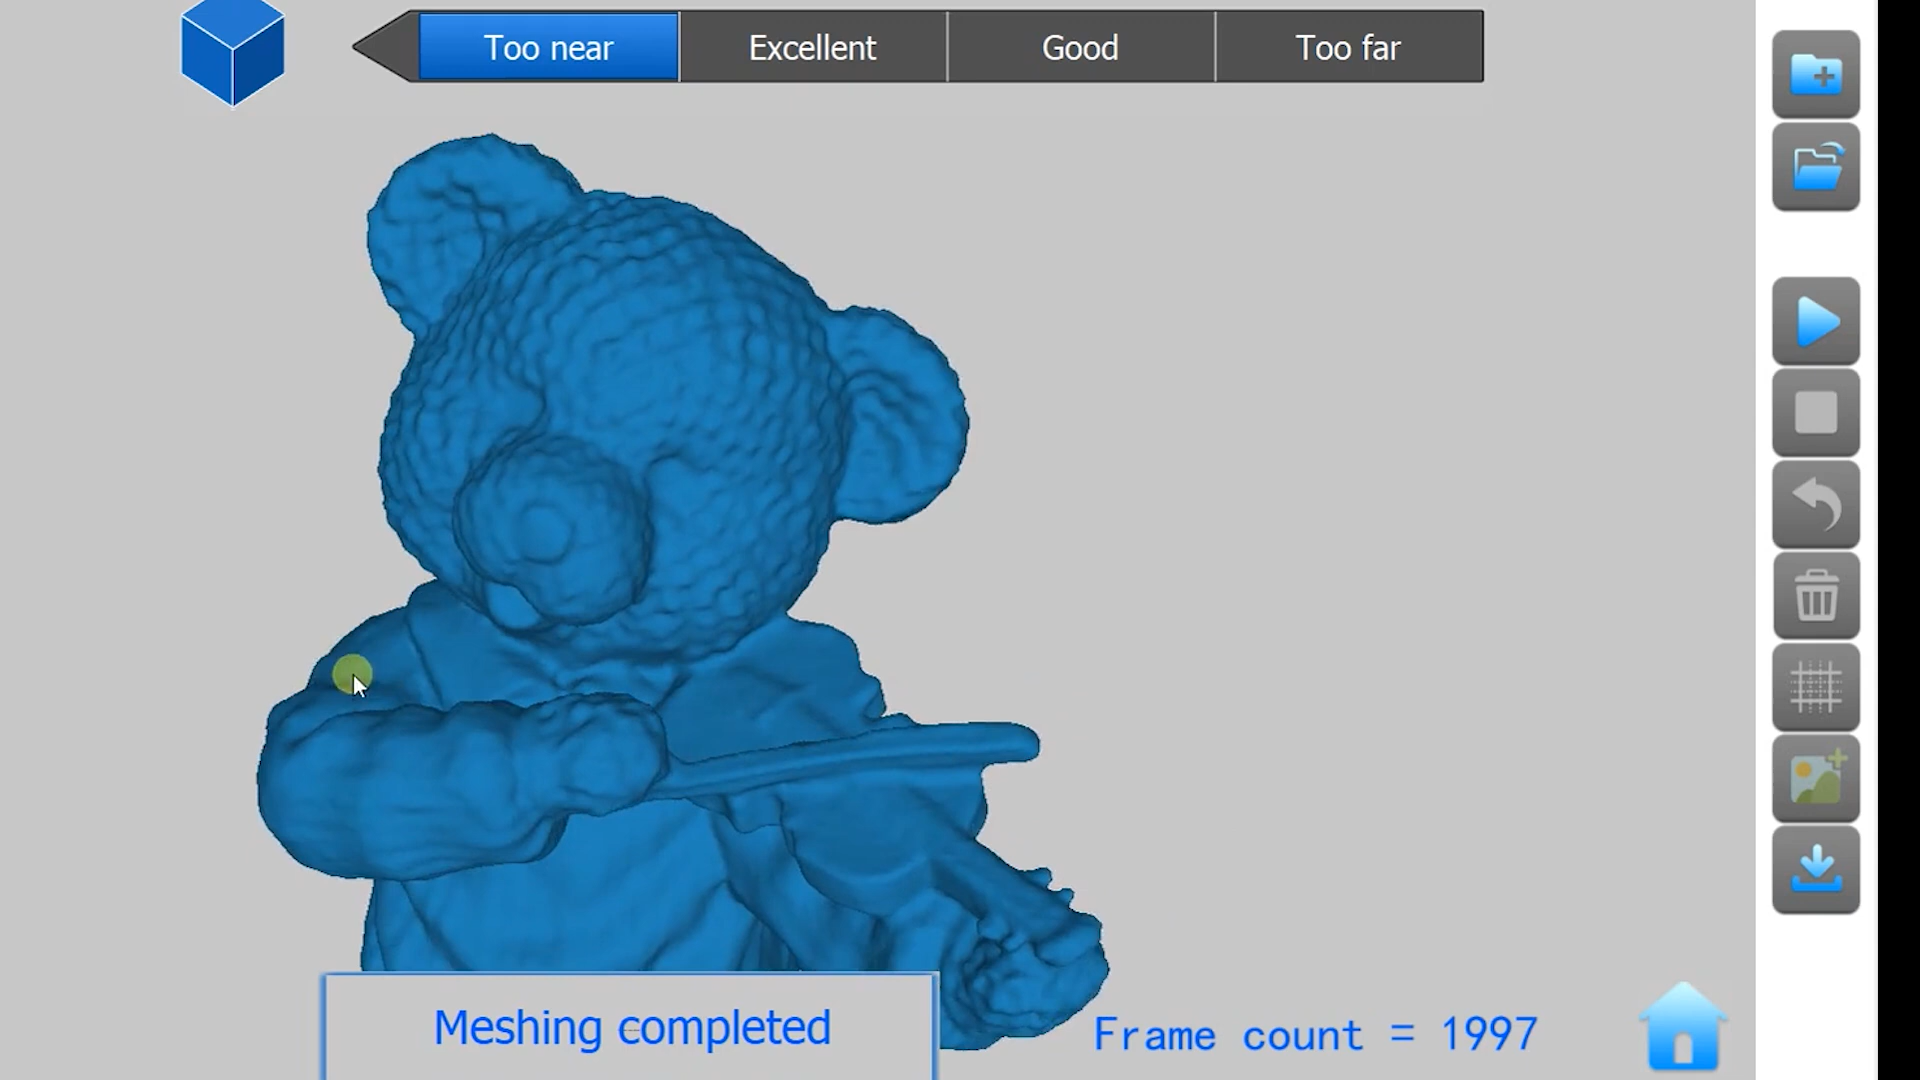 Too near
Excellent
Good
Too far
Meshing completed
Frame count = 1997